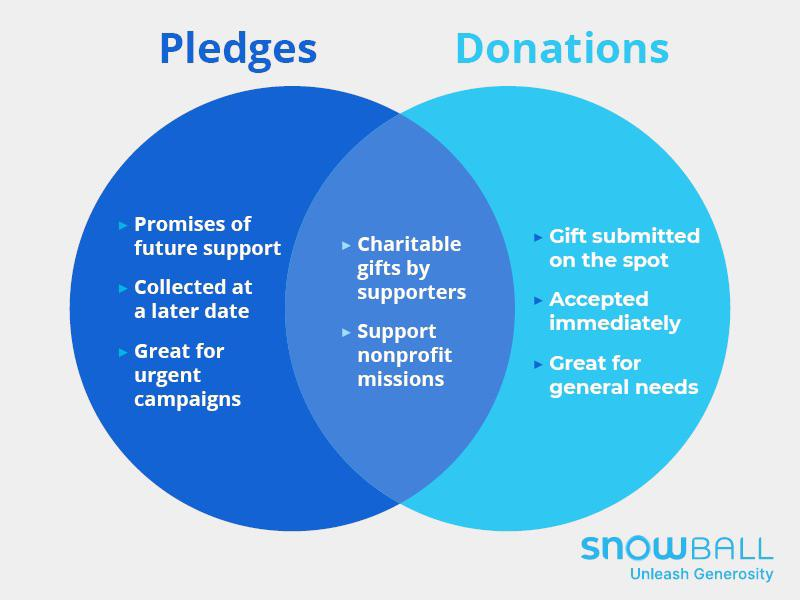 Pledges
Donations
Promises of
future support
Collected at
a later date
Great for
urgent
campaigns
Charitable
gifts by
supporters
Support
nonprofit
missions
Gift submitted
on the spot
Accepted
immediately
Great for
general needs
SNOWBALL
Unleash Generosity